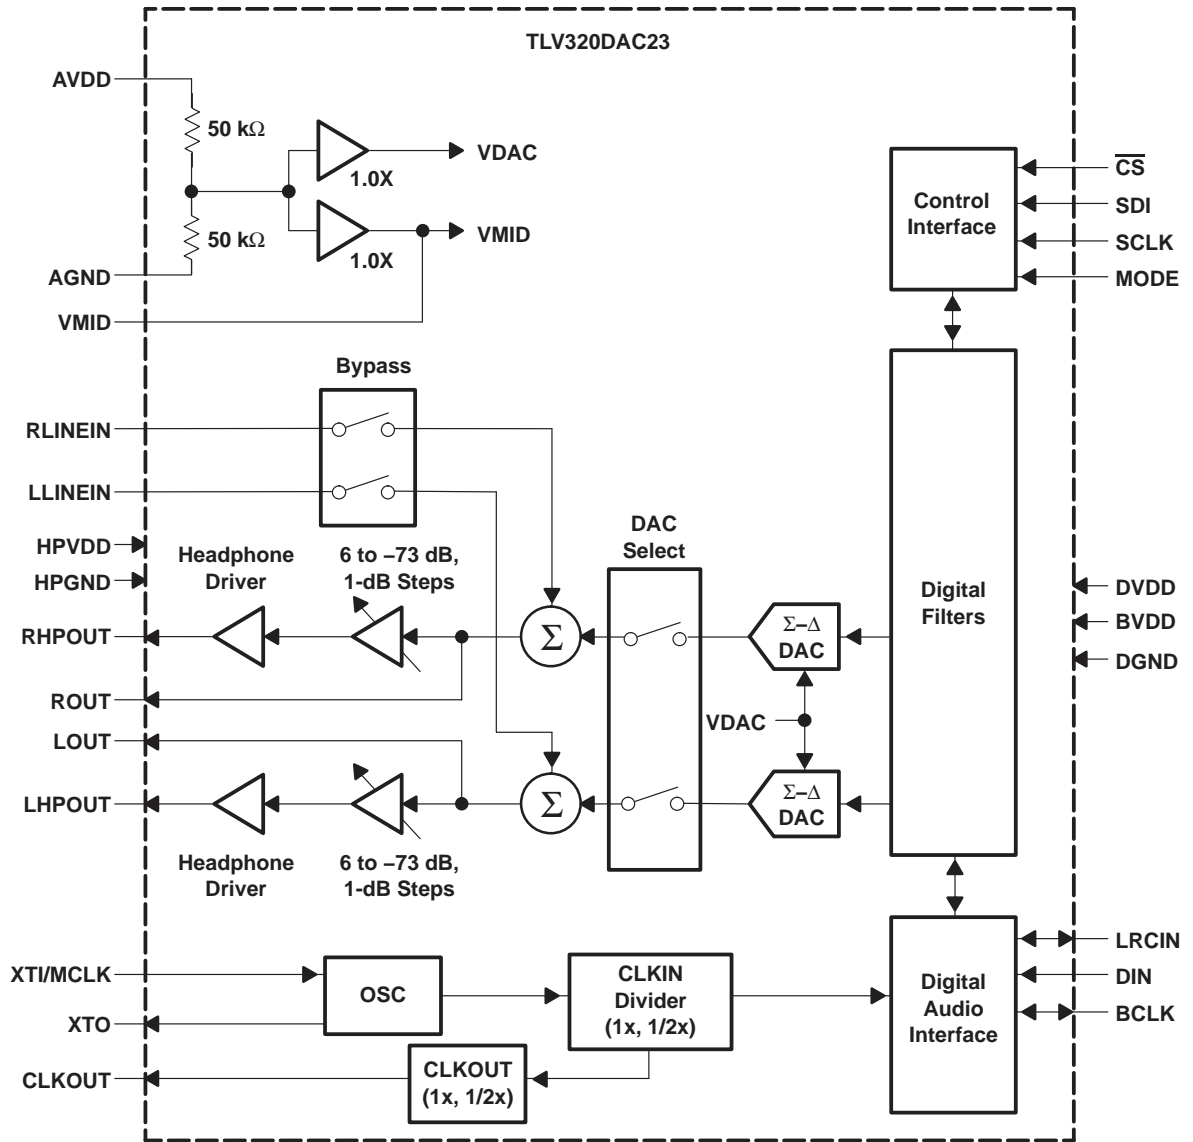 TLV320DAC23
AVDD
50 kΩ
VDAC
1.0X
50 kΩ
VMID
1.0X
AGND
VMID
Control
Interface
CS
SDI
SCLK
MODE
Bypass
RLINEIN
LLINEIN
HPVDD
HPGND
Headphone
Driver
6 to –73 dB,
1-dB Steps
DAC
Select
RHPOUT
Σ
Σ–Δ
DAC
Digital
Filters
DVDD
BVDD
DGND
ROUT
LOUT
VDAC
LHPOUT
Σ
Σ–Δ
DAC
Headphone
Driver
6 to –73 dB,
1-dB Steps
XTI/MCLK
XTO
OSC
CLKIN
Divider
(1x, 1/2x)
Digital
Audio
Interface
LRCIN
DIN
BCLK
CLKOUT
CLKOUT
(1x, 1/2x)